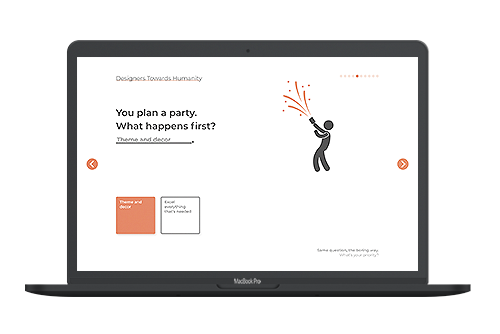 Designers Towards Humanity
You plan a party.
What happens first?
Theme and decor
Theme and
decor
Excel
everything
that's needed
Same question, the texting way.
What's your priority?
MacBook Pro